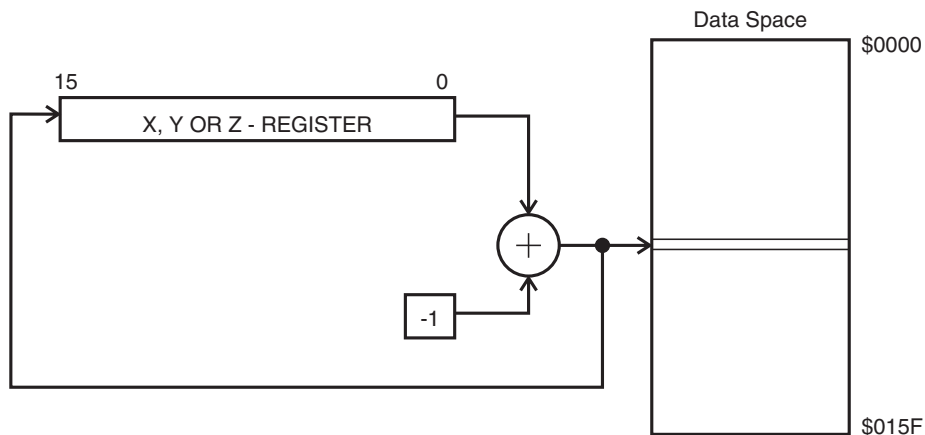 Data Space
$0000
15
0
X, Y OR Z - REGISTER
+
-1
$015F